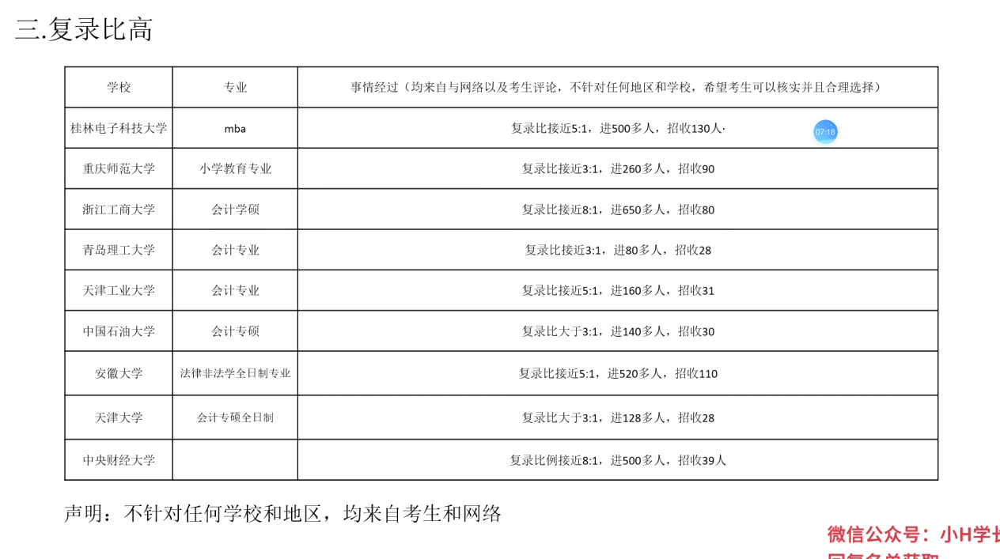 三.复录比高
学校 专业 事情经过（均来自与网络以及考生评论，不针对任何地区和学校，希望考生可以核实并且合理选择）
桂林电子科技大学 mba 复录比接近5:1，进500多人，招收130人· 07:18
重庆师范大学 小学教育专业 复录比接近3:1，进260多人，招收90
浙江工商大学 会计学硕 复录比接近8:1，进650多人，招收80
青岛理工大学 会计专业 复录比接近3:1，进80多人，招收28
天津工业大学 会计专业 复录比接近5:1，进160多人，招收31
中国石油大学 会计专硕 复录比大于3:1，进140多人，招收30
安徽大学 法律非法学全日制专业 复录比接近5:1，进520多人，招收110
天津大学 会计专硕全日制 复录比大于3:1，进128多人，招收28
中央财经大学 复录比例接近8:1，进500多人，招收39人
声明：不针对任何学校和地区，均来自考生和网络
微信公众号：小H学长